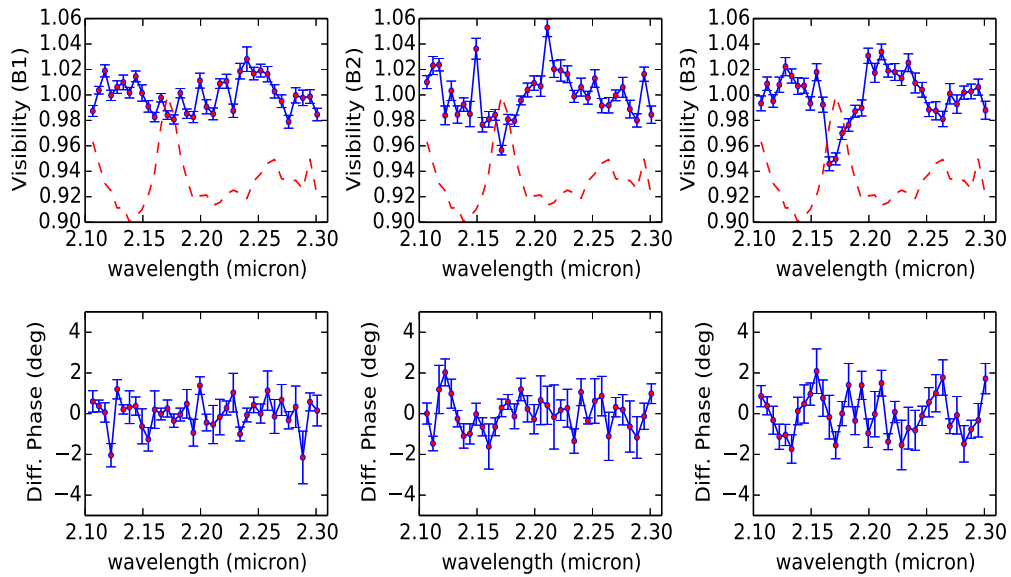 Visibility (B1)
1.06
1.04
1.02
1.00
0.98
0.96
0.94
0.92
0.90
2.10 2.15 2.20 2.25 2.30
wavelength (micron)
Visibility (B2)
1.06
1.04
1.02
1.00
0.98
0.96
0.94
0.92
0.90
2.10 2.15 2.20 2.25 2.30
wavelength (micron)
Visibility (B3)
1.06
1.04
1.02
1.00
0.98
0.96
0.94
0.92
0.90
2.10 2.15 2.20 2.25 2.30
wavelength (micron)
Diff. Phase (deg)
4
2
0
−2
−4
2.10 2.15 2.20 2.25 2.30
wavelength (micron)
Diff. Phase (deg)
4
2
0
−2
−4
2.10 2.15 2.20 2.25 2.30
wavelength (micron)
Diff. Phase (deg)
4
2
0
−2
−4
2.10 2.15 2.20 2.25 2.30
wavelength (micron)